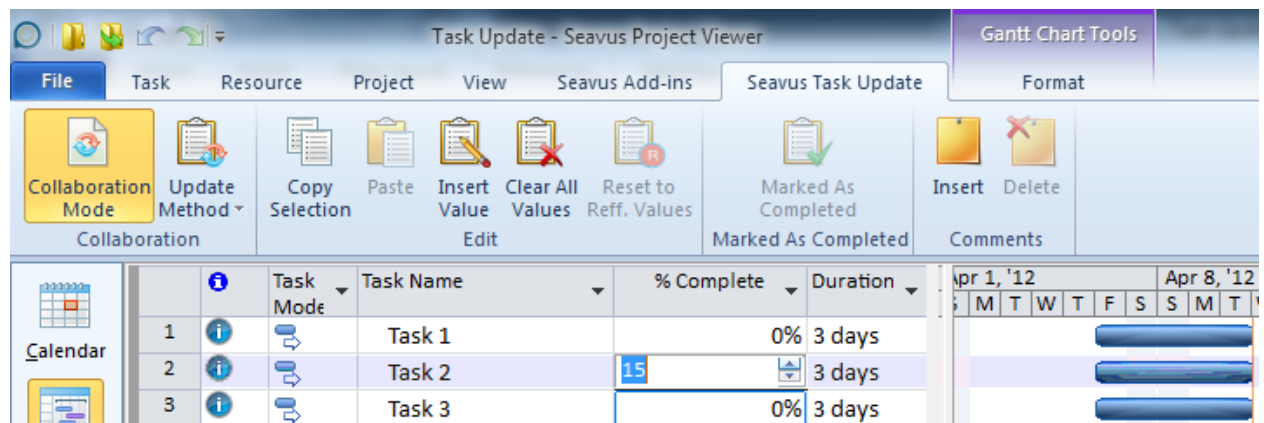 Task Update - Seavus Project Viewer
Gantt Chart Tools
File Task Resource Project View Seavus Add-ins Seavus Task Update Format
Collaboration Update Copy Paste Insert Clear All Reset to Marked As Insert Delete
Mode Method Selection Value Values Reff. Values Completed
Collaboration Edit Marked As Completed Comments
Task Task Name % Complete Duration Apr 1, '12 Apr 8, '12
Mode S M T W T F S S M T
1 Task 1 0% 3 days
Calendar
2 Task 2 15 3 days
3 Task 3 0% 3 days